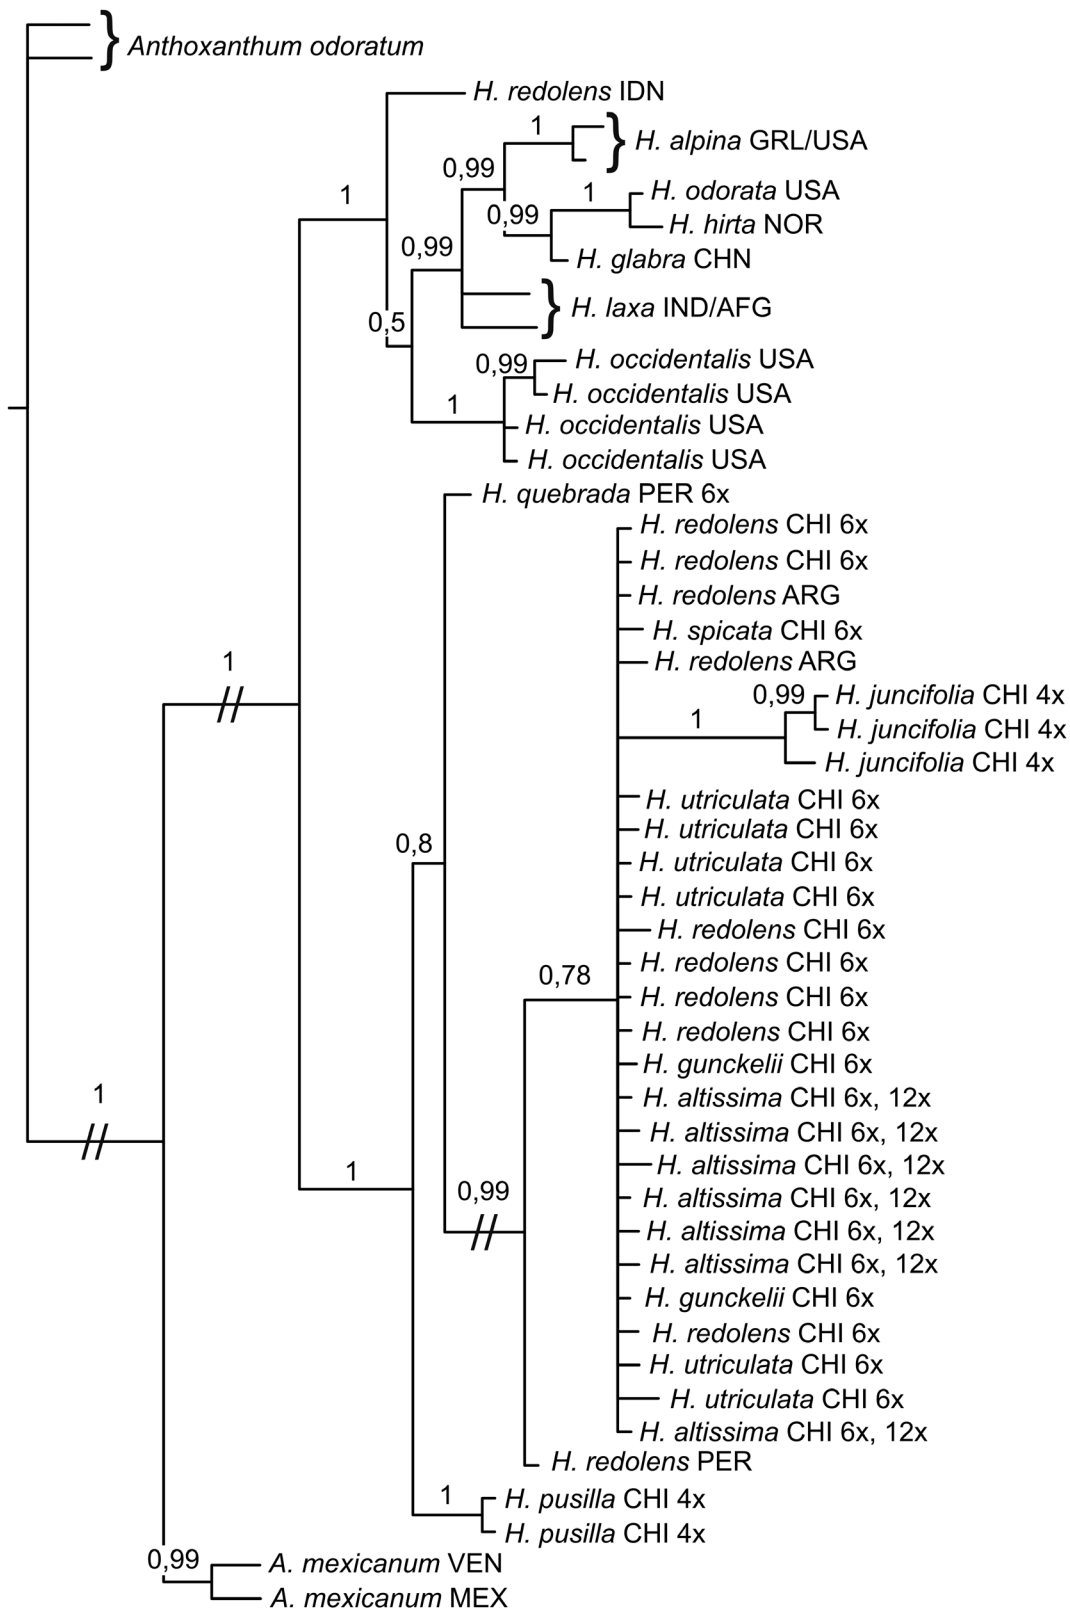 Anthoxanthum odoratum
H. redolens IDN
1
H. alpina GRL/USA
0,99
1
H. odorata USA
1
0,99
H. hirta NOR
0,99
H. glabra CHN
H. laxa IND/AFG
0,5
0,99
H. occidentalis USA
H. occidentalis USA
1
H. occidentalis USA
H. occidentalis USA
H. quebrada PER 6x
H. redolens CHI 6x
H. redolens CHI 6x
H. redolens ARG
H. spicata CHI 6x
1
H. redolens ARG
0,99
H. juncifolia CHI 4x
1
H. juncifolia CHI 4x
H. juncifolia CHI 4x
H. utriculata CHI 6x
H. utriculata CHI 6x
0,8
H. utriculata CHI 6x
H. utriculata CHI 6x
H. redolens CHI 6x
H. redolens CHI 6x
0,78
H. redolens CHI 6x
H. redolens CHI 6x
H. gunckelii CHI 6x
1
H. altissima CHI 6x, 12x
H. altissima CHI 6x, 12x
1
H. altissima CHI 6x, 12x
0,99
H. altissima CHI 6x, 12x
H. altissima CHI 6x, 12x
H. altissima CHI 6x, 12x
H. gunckelii CHI 6x
H. redolens CHI 6x
H. utriculata CHI 6x
H. utriculata CHI 6x
H. altissima CHI 6x, 12x
H. redolens PER
1
H. pusilla CHI 4x
H. pusilla CHI 4x
0,99
A. mexicanum VEN
A. mexicanum MEX